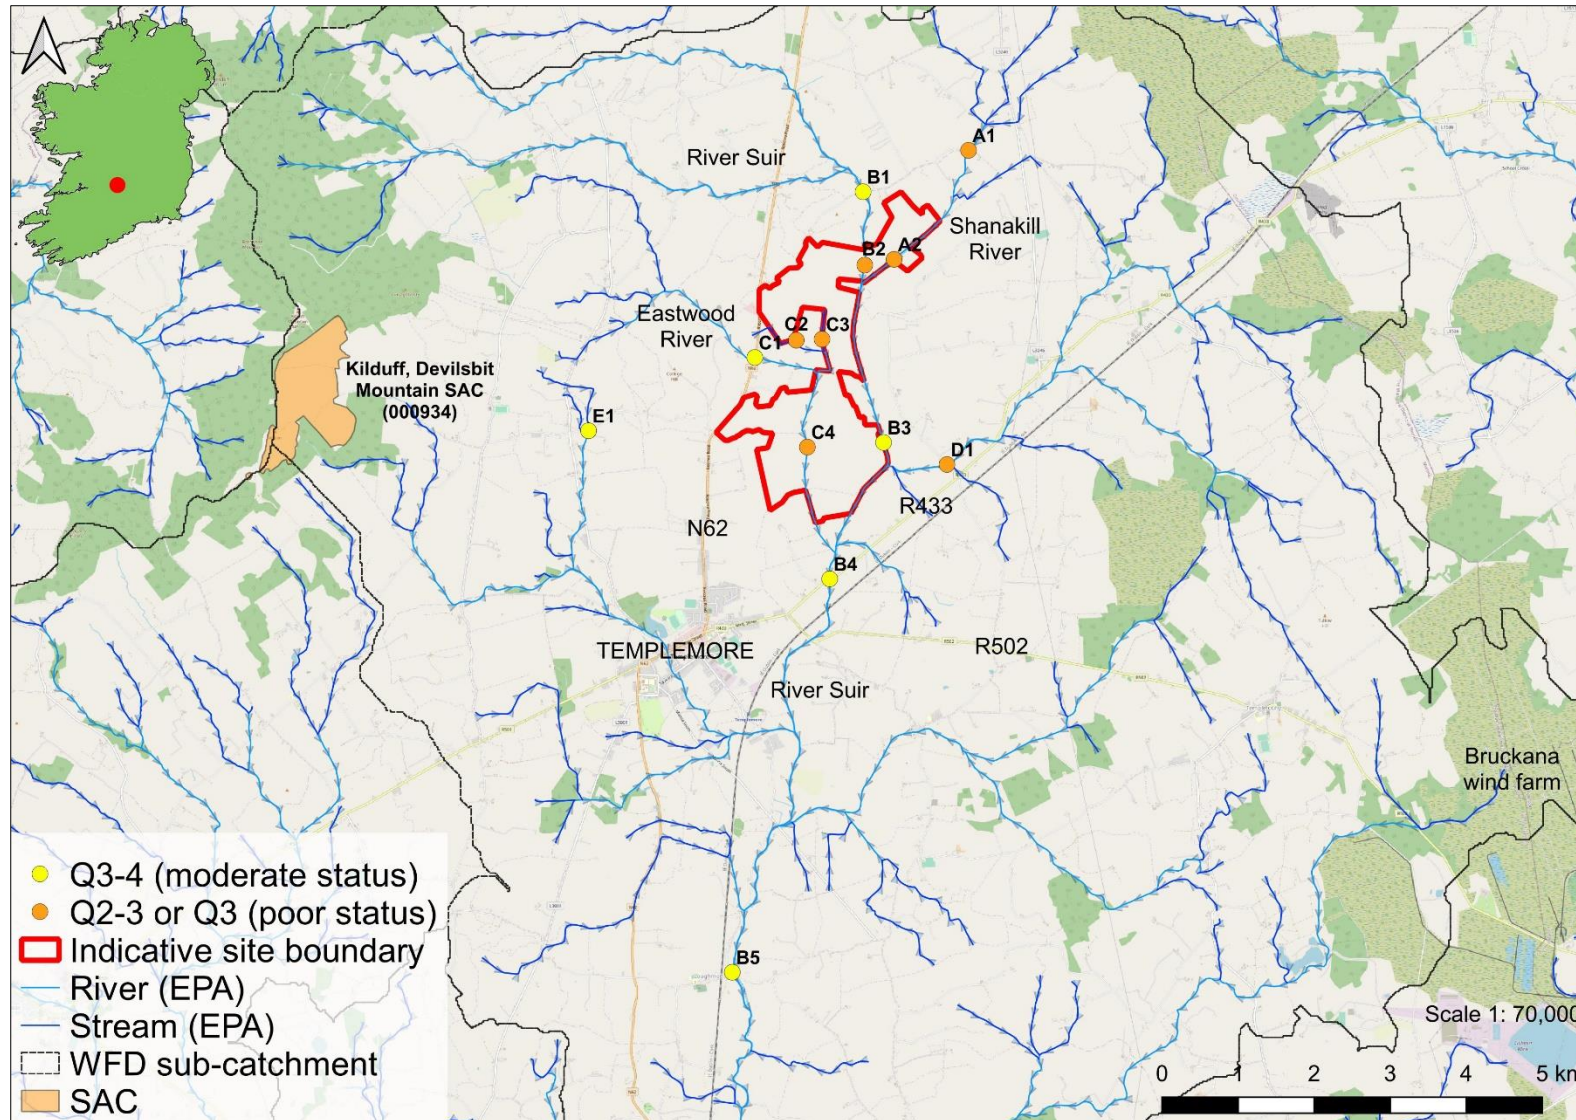 A1
River Suir
B1
Shanakill
River
A2
B2
Eastwood
River
C2
C3
C1
Kilduff, Devilsbit
Mountain SAC
(000934)
E1
B3
C4
D1
R433
N62
B4
TEMPLEMORE
R502
River Suir
Bruckana
wind farm
B5
Q3-4 (moderate status)
Q2-3 or Q3 (poor status)
Indicative site boundary
River (EPA)
Stream (EPA)
WFD sub-catchment
SAC
Scale 1: 70,000
0 1 2 3 4 5 km